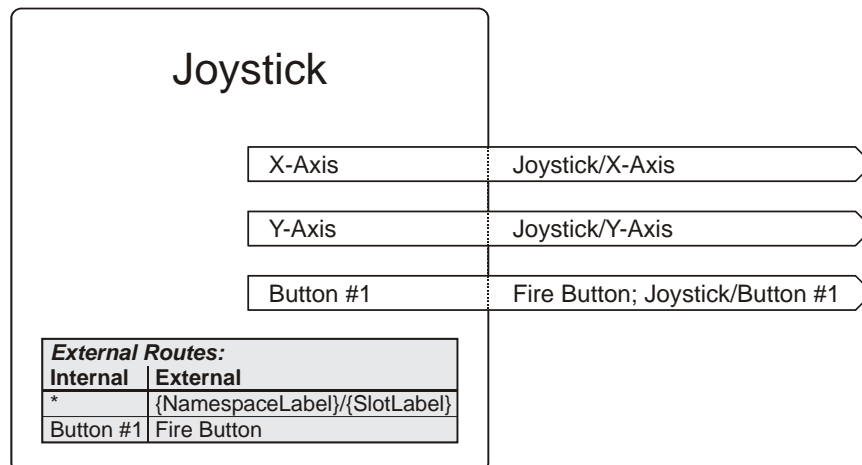 Joystick
X-Axis Joystick/X-Axis
Y-Axis Joystick/Y-Axis
Button #1 Fire Button; Joystick/Button #1
External Routes:
Internal External
* {NamespaceLabel}/{SlotLabel}
Button #1 Fire Button